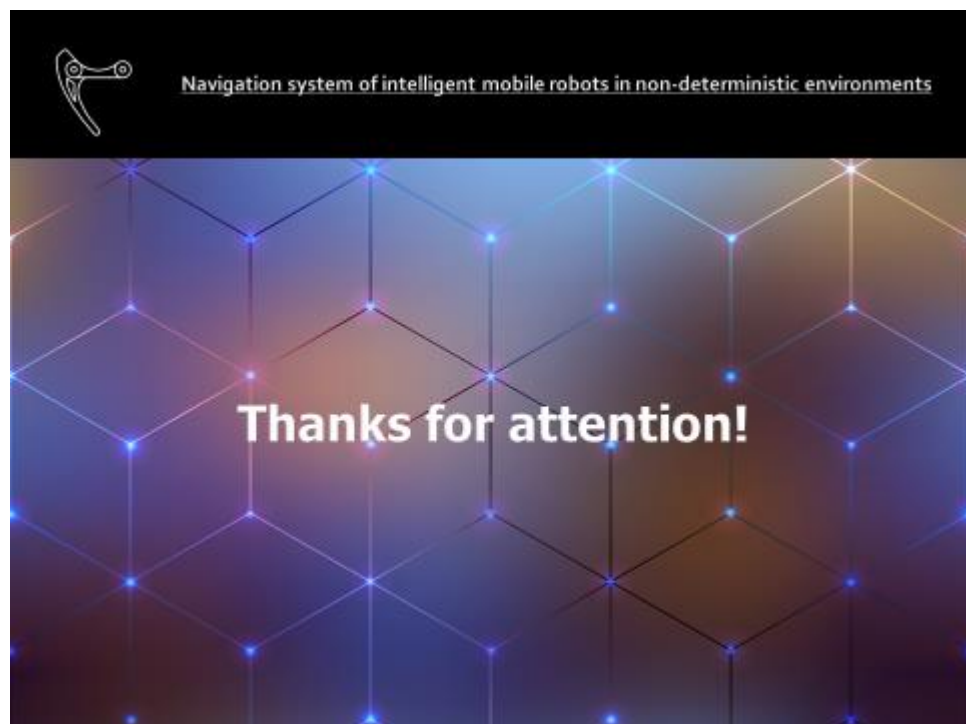 Navigation system of intelligent mobile robots in non-deterministic environments
Thanks for attention!